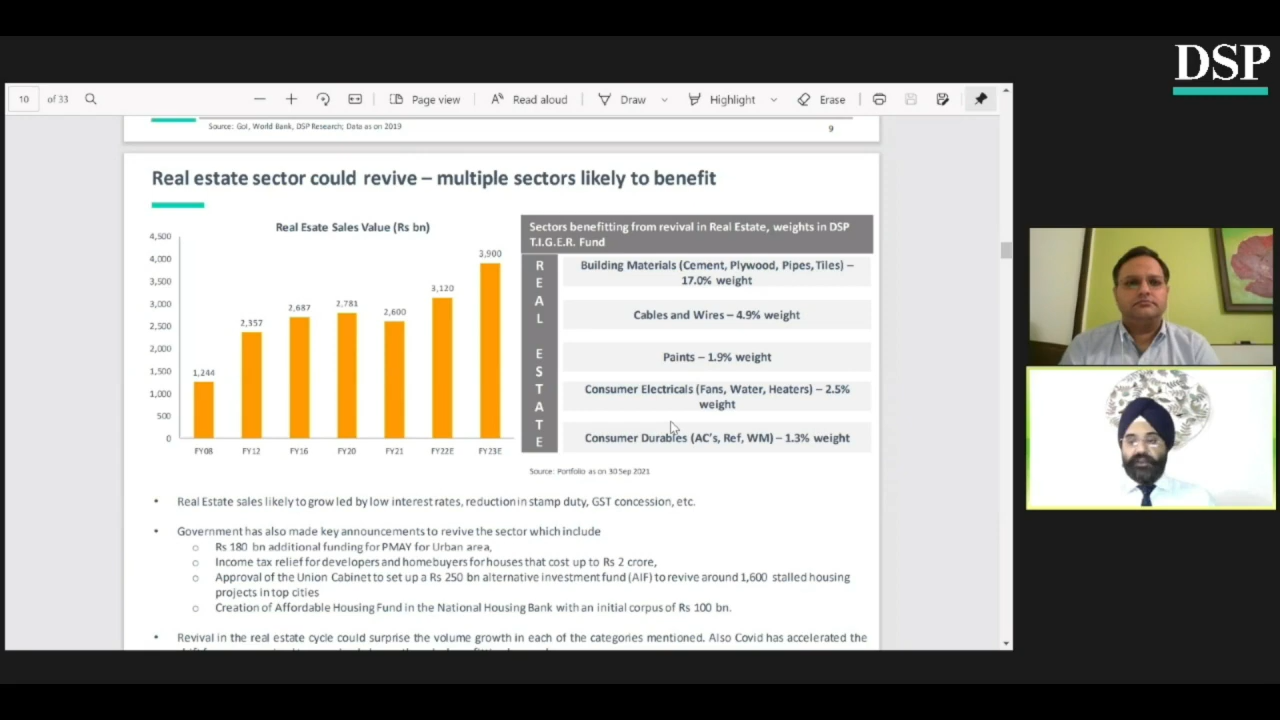 DSP
10 of 33
Page view
Read aloud
Draw
Highlight
Erase
Source: GoI, World Bank, DSP Research; Data as on 2019
9
Real estate sector could revive – multiple sectors likely to benefit
Real Esate Sales Value (Rs bn)
4,500
4,000
3,500
3,000
2,500
2,000
1,500
1,000
500
0
1,244
2,357
2,687
2,781
2,600
3,120
3,900
FY08
FY12
FY16
FY20
FY21
FY22E
FY23E
Sectors benefitting from revival in Real Estate, weights in DSP
T.I.G.E.R. Fund
REAL ESTATE
Building Materials (Cement, Plywood, Pipes, Tiles) –
17.0% weight
Cables and Wires – 4.9% weight
Paints – 1.9% weight
Consumer Electricals (Fans, Water, Heaters) – 2.5%
weight
Consumer Durables (AC's, Ref, WM) – 1.3% weight
Source: Portfolio as on 30 Sep 2021
• Real Estate sales likely to grow led by low interest rates, reduction in stamp duty, GST concession, etc.
• Government has also made key announcements to revive the sector which include
o Rs 180 bn additional funding for PMAY for Urban area,
o Income tax relief for developers and homebuyers for houses that cost up to Rs 2 crore,
o Approval of the Union Cabinet to set up a Rs 250 bn alternative investment fund (AIF) to revive around 1,600 stalled housing
projects in top cities
o Creation of Affordable Housing Fund in the National Housing Bank with an initial corpus of Rs 100 bn.
• Revival in the real estate cycle could surprise the volume growth in each of the categories mentioned. Also Covid has accelerated the